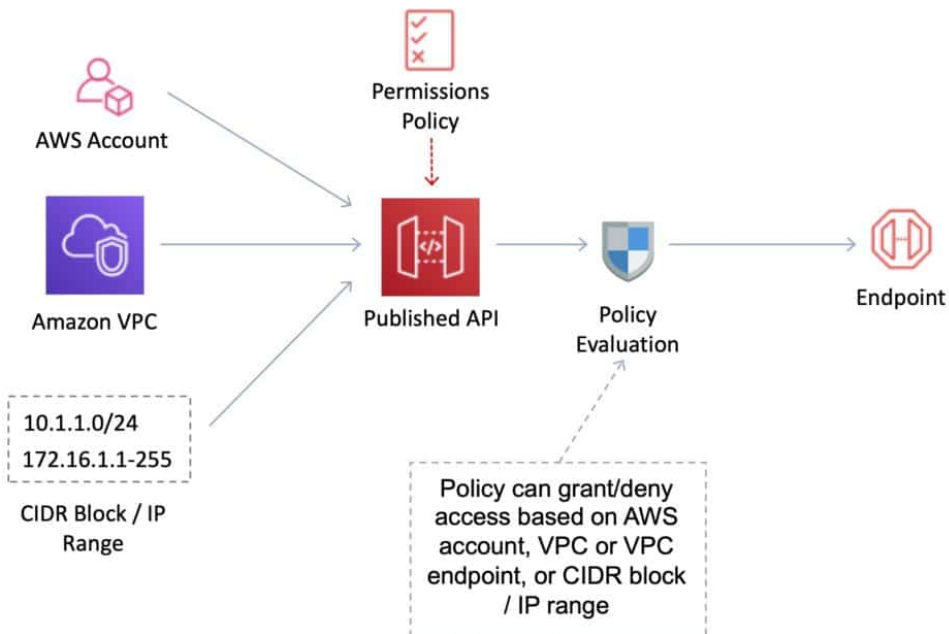 Permissions
Policy
AWS Account
Amazon VPC
Published API
</>
Policy
Evaluation
Endpoint
10.1.1.0/24
172.16.1.1-255
CIDR Block / IP
Range
Policy can grant/deny
access based on AWS
account, VPC or VPC
endpoint, or CIDR block
/ IP range